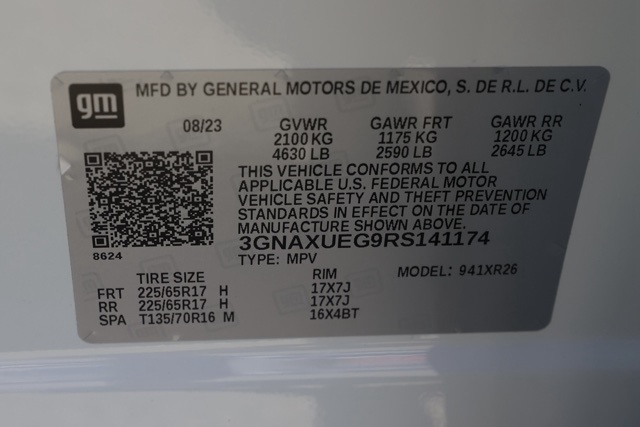 gm
MFD BY GENERAL MOTORS DE MEXICO, S. DE R.L. DE C.V.
08/23 GVWR GAWR FRT GAWR RR
2100 KG 1175 KG 1200 KG
4630 LB 2590 LB 2645 LB
THIS VEHICLE CONFORMS TO ALL
APPLICABLE U.S. FEDERAL MOTOR
VEHICLE SAFETY AND THEFT PREVENTION
STANDARDS IN EFFECT ON THE DATE OF
MANUFACTURE SHOWN ABOVE.
3GNAXUEG9RS141174
8624
TYPE: MPV MODEL: 941XR26
TIRE SIZE RIM
FRT 225/65R17 H 17X7J
RR 225/65R17 H 17X7J
SPA T135/70R16 M 16X4BT